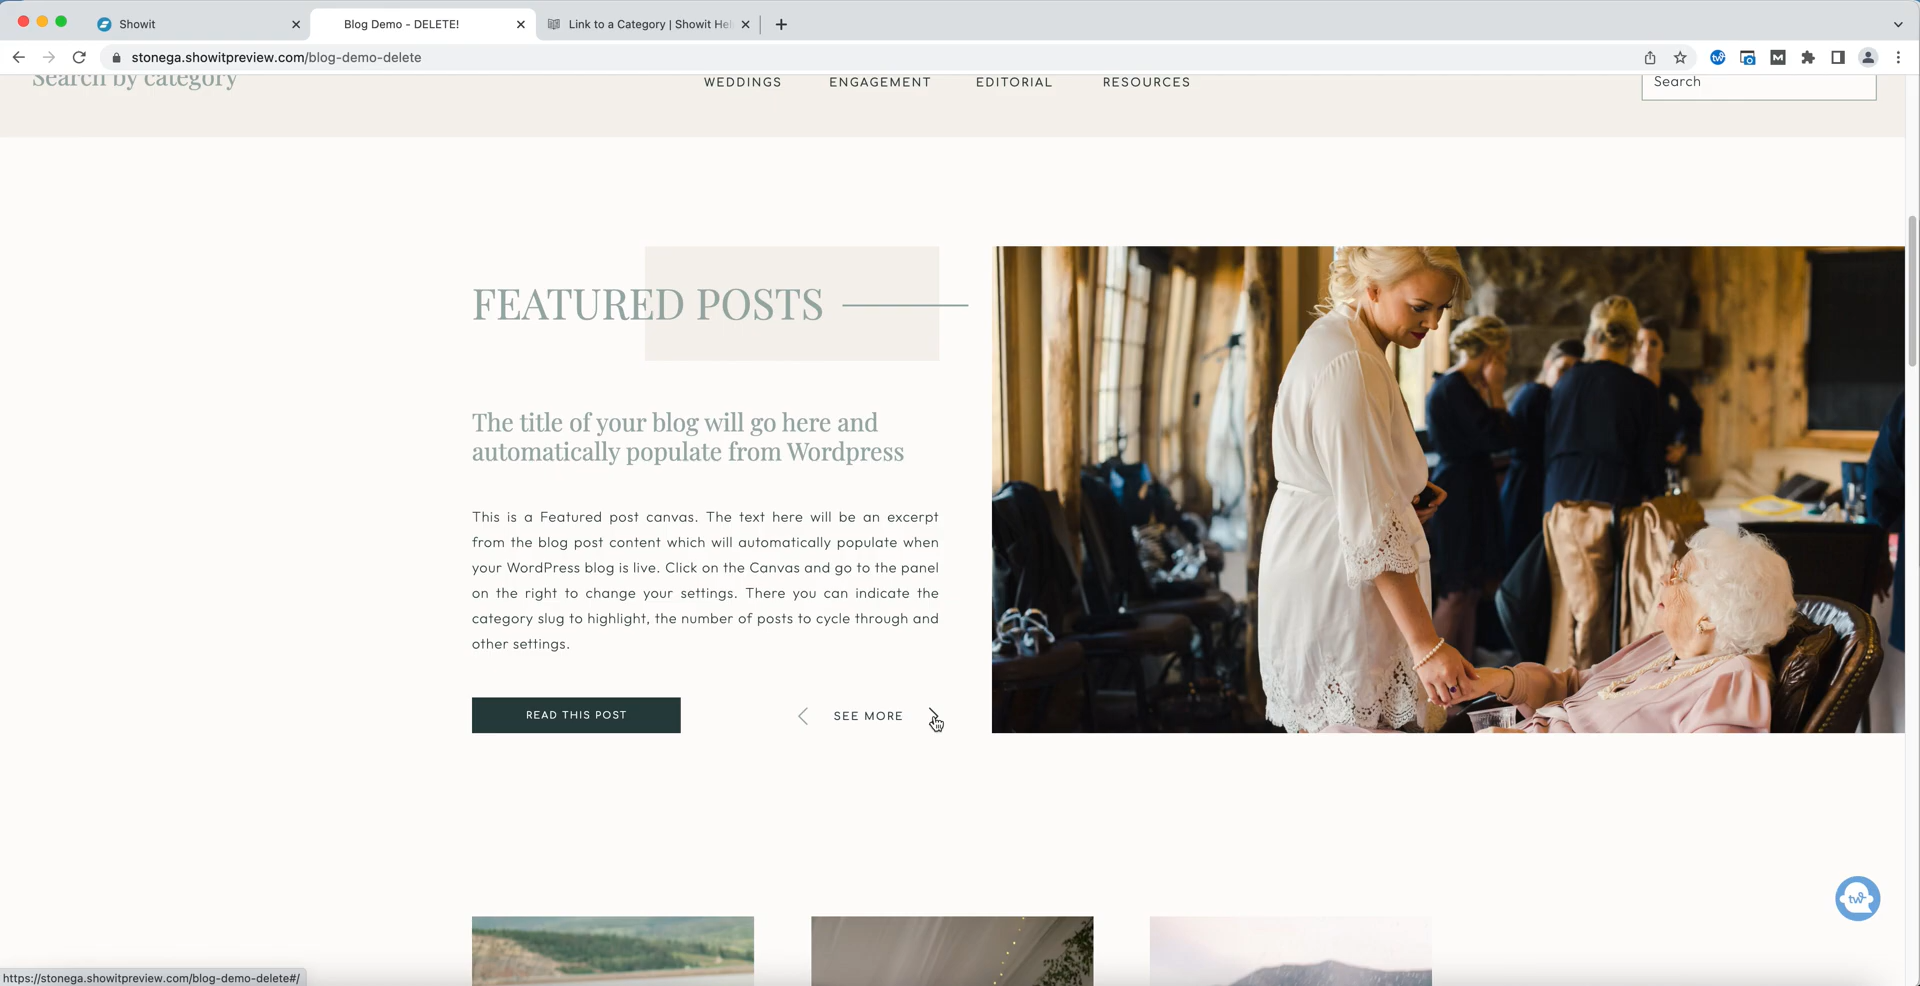 Showit
Blog Demo - DELETE!
Link to a Category | Showit Hel
stonega.showitpreview.com/blog-demo-delete
Search by category
WEDDINGS
ENGAGEMENT
EDITORIAL
RESOURCES
Search
FEATURED POSTS
The title of your blog will go here and
automatically populate from Wordpress
This is a Featured post canvas. The text here will be an excerpt
from the blog post content which will automatically populate when
your WordPress blog is live. Click on the Canvas and go to the panel
on the right to change your settings. There you can indicate the
category slug to highlight, the number of posts to cycle through and
other settings.
READ THIS POST
SEE MORE
tw
https://stonega.showitpreview.com/blog-demo-delete#/